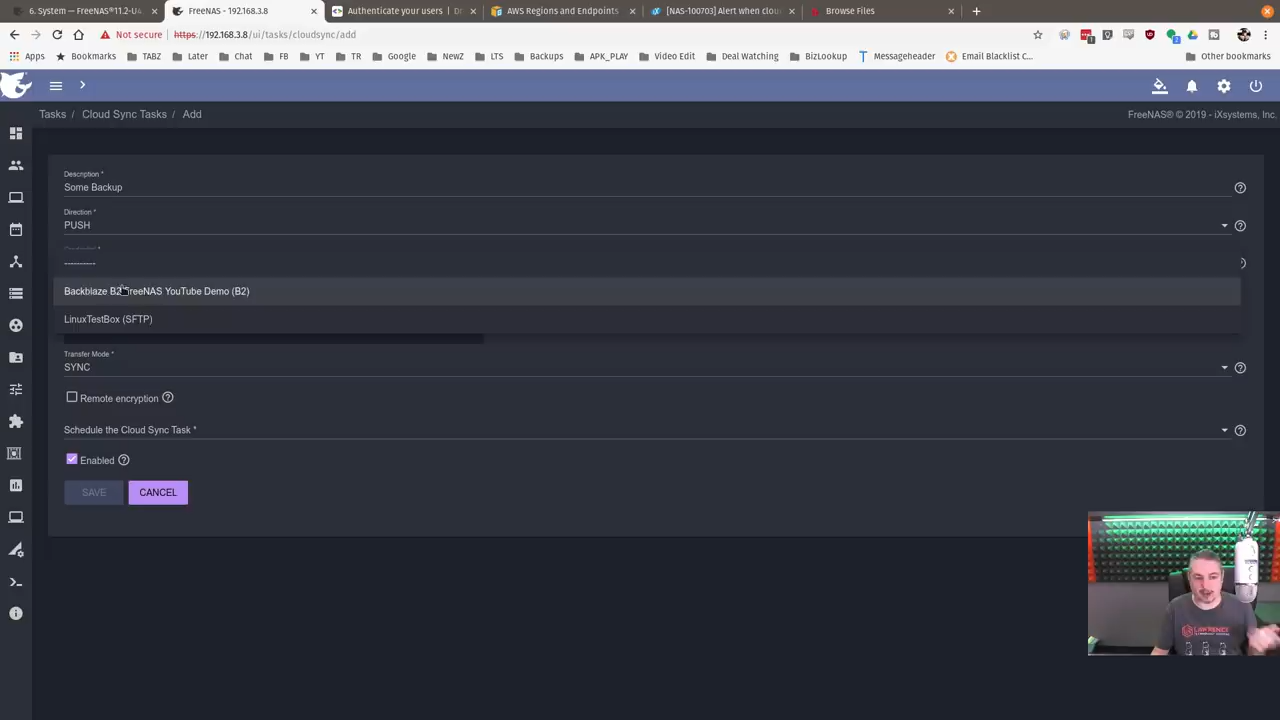 6. System — FreeNAS®11.2-U4
FreeNAS - 192.168.3.8
Authenticate your users | D
AWS Regions and Endpoints
[NAS-100703] Alert when clou
Browse Files
Not secure
https://192.168.3.8/ui/tasks/cloudsync/add
Apps
Bookmarks
TABZ
Later
Chat
FB
YT
TR
Google
NewZ
LTS
Backups
APK_PLAY
Video Edit
Deal Watching
BizLookup
Messageheader
Email Blacklist C...
Other bookmarks
Tasks / Cloud Sync Tasks / Add
FreeNAS® © 2019 - iXsystems, Inc.
Description *
Some Backup
Direction *
PUSH
Credential *
----------
Backblaze B2 FreeNAS YouTube Demo (B2)
LinuxTestBox (SFTP)
Transfer Mode *
SYNC
Remote encryption
Schedule the Cloud Sync Task *
Enabled
SAVE
CANCEL
LAWRENCE